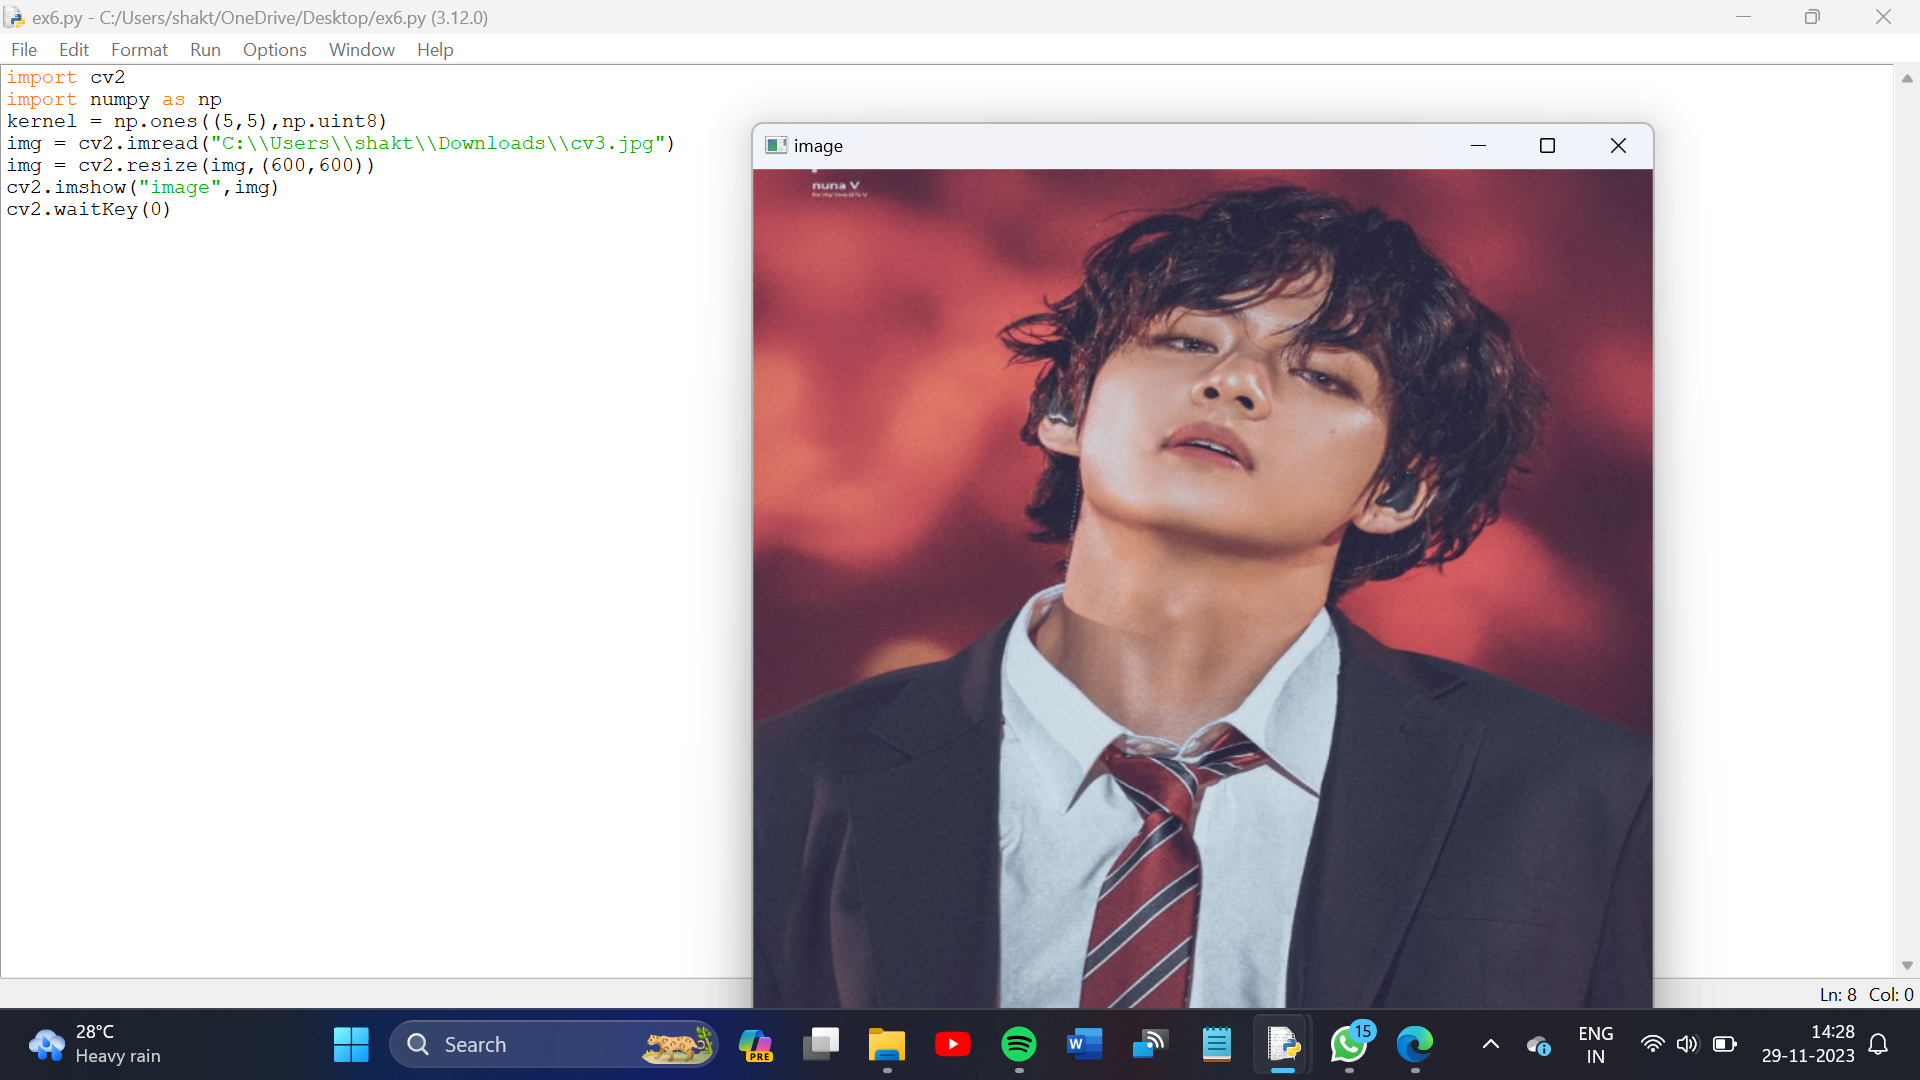 ex6.py - C:/Users/shakt/OneDrive/Desktop/ex6.py (3.12.0)
File Edit Format Run Options Window Help
import cv2
import numpy as np
kernel = np.ones((5,5),np.uint8)
img = cv2.imread("C:\\Users\\shakt\\Downloads\\cv3.jpg")
img = cv2.resize(img,(600,600))
cv2.imshow("image",img)
cv2.waitKey(0)
image
nuna V
Ln: 8 Col: 0
28°C
Heavy rain
Search
PRE
W
15
ENG
IN
14:28
29-11-2023